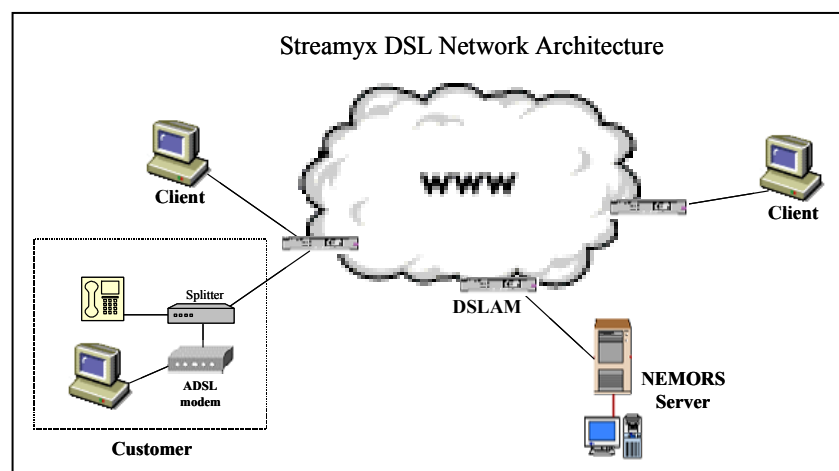 Streamyx DSL Network Architecture
www
Client
Client
Splitter
DSLAM
ADSL
modem
NEMORS
Server
Customer